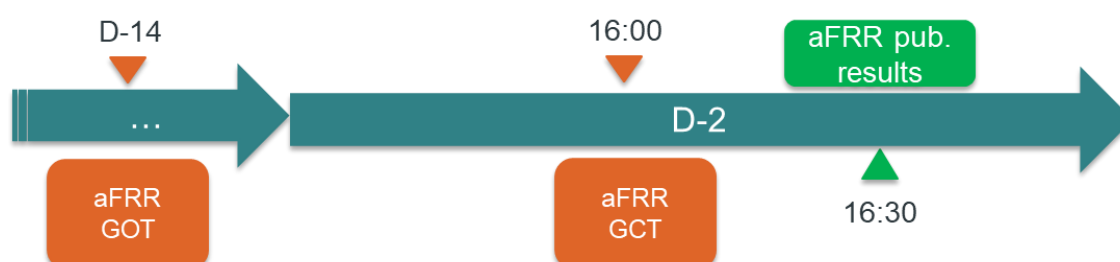 D-14
16:00
aFRR pub.
results
...
D-2
aFRR
GOT
aFRR
GCT
16:30